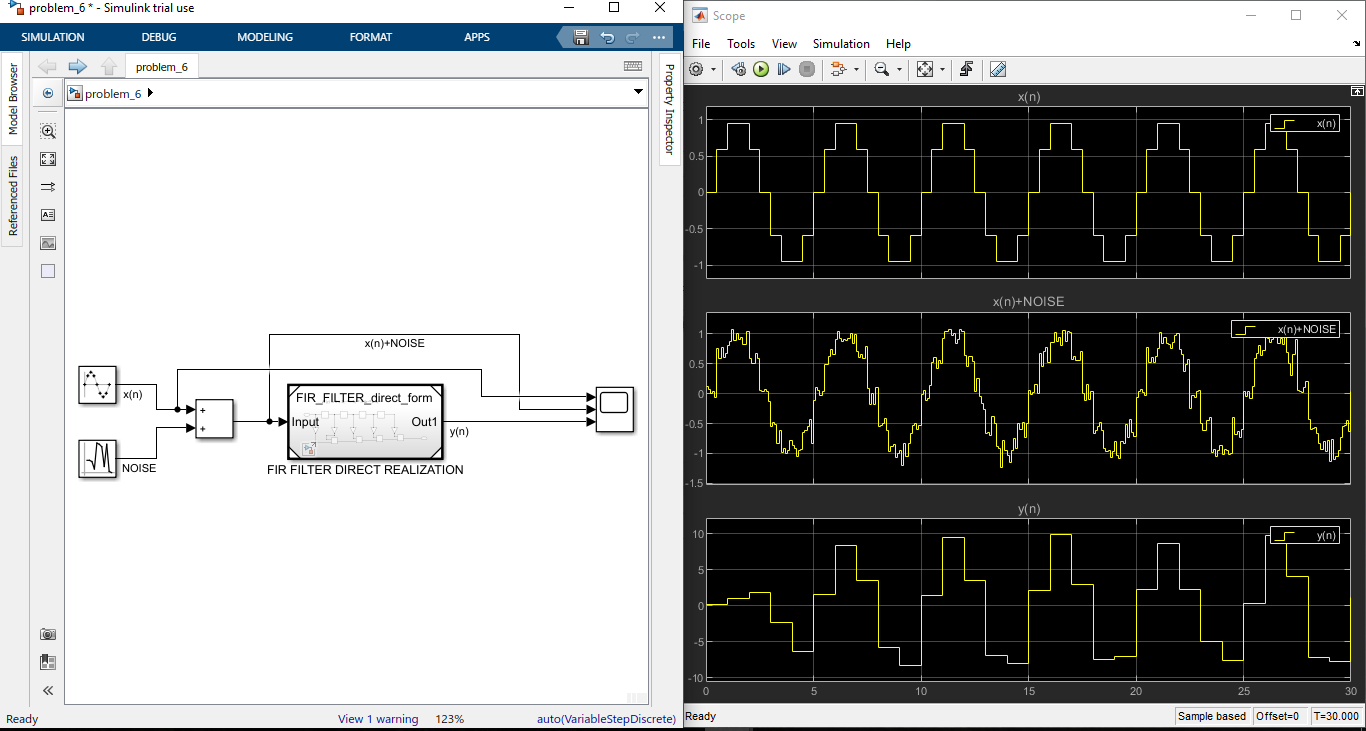 problem_6 * - Simulink trial use
SIMULATION DEBUG MODELING FORMAT APPS
problem_6
Model Browser
Referenced Files
problem_6
Property Inspector
x(n)+NOISE
x(n)
NOISE
+
+
FIR_FILTER_direct_form
Input Out1
FIR FILTER DIRECT REALIZATION
y(n)
Ready View 1 warning 123% auto(VariableStepDiscrete)
Scope
File Tools View Simulation Help
x(n)
x(n)
1
0.5
0
-0.5
-1
x(n)+NOISE
x(n)+NOISE
1
0.5
0
-0.5
-1
-1.5
y(n)
y(n)
10
5
0
-5
-10
0 5 10 15 20 25 30
Ready Sample based Offset=0 T=30.000